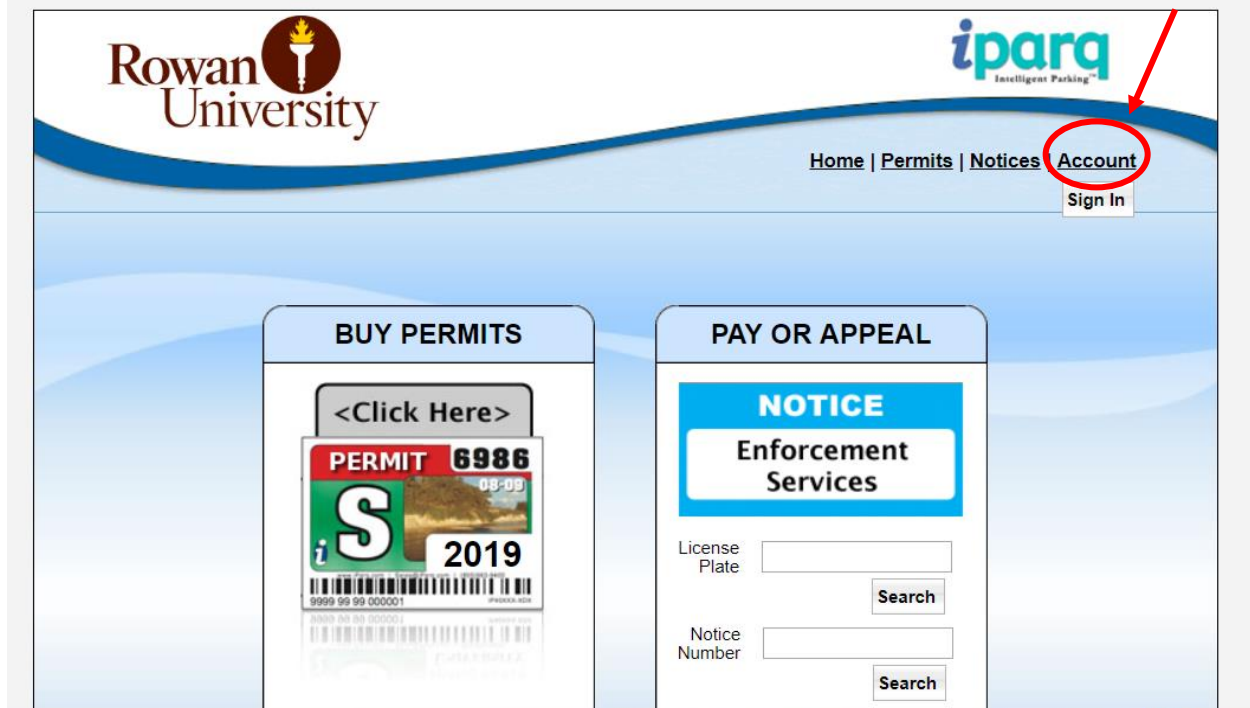 Rowan
University
iparq
Intelligent Parking™
Home | Permits | Notices | Account
Sign In
BUY PERMITS
<Click Here>
PERMIT 6986
08-09
S
i
2019
9999 99 99 000001
PAY OR APPEAL
NOTICE
Enforcement
Services
License
Plate
Search
Notice
Number
Search